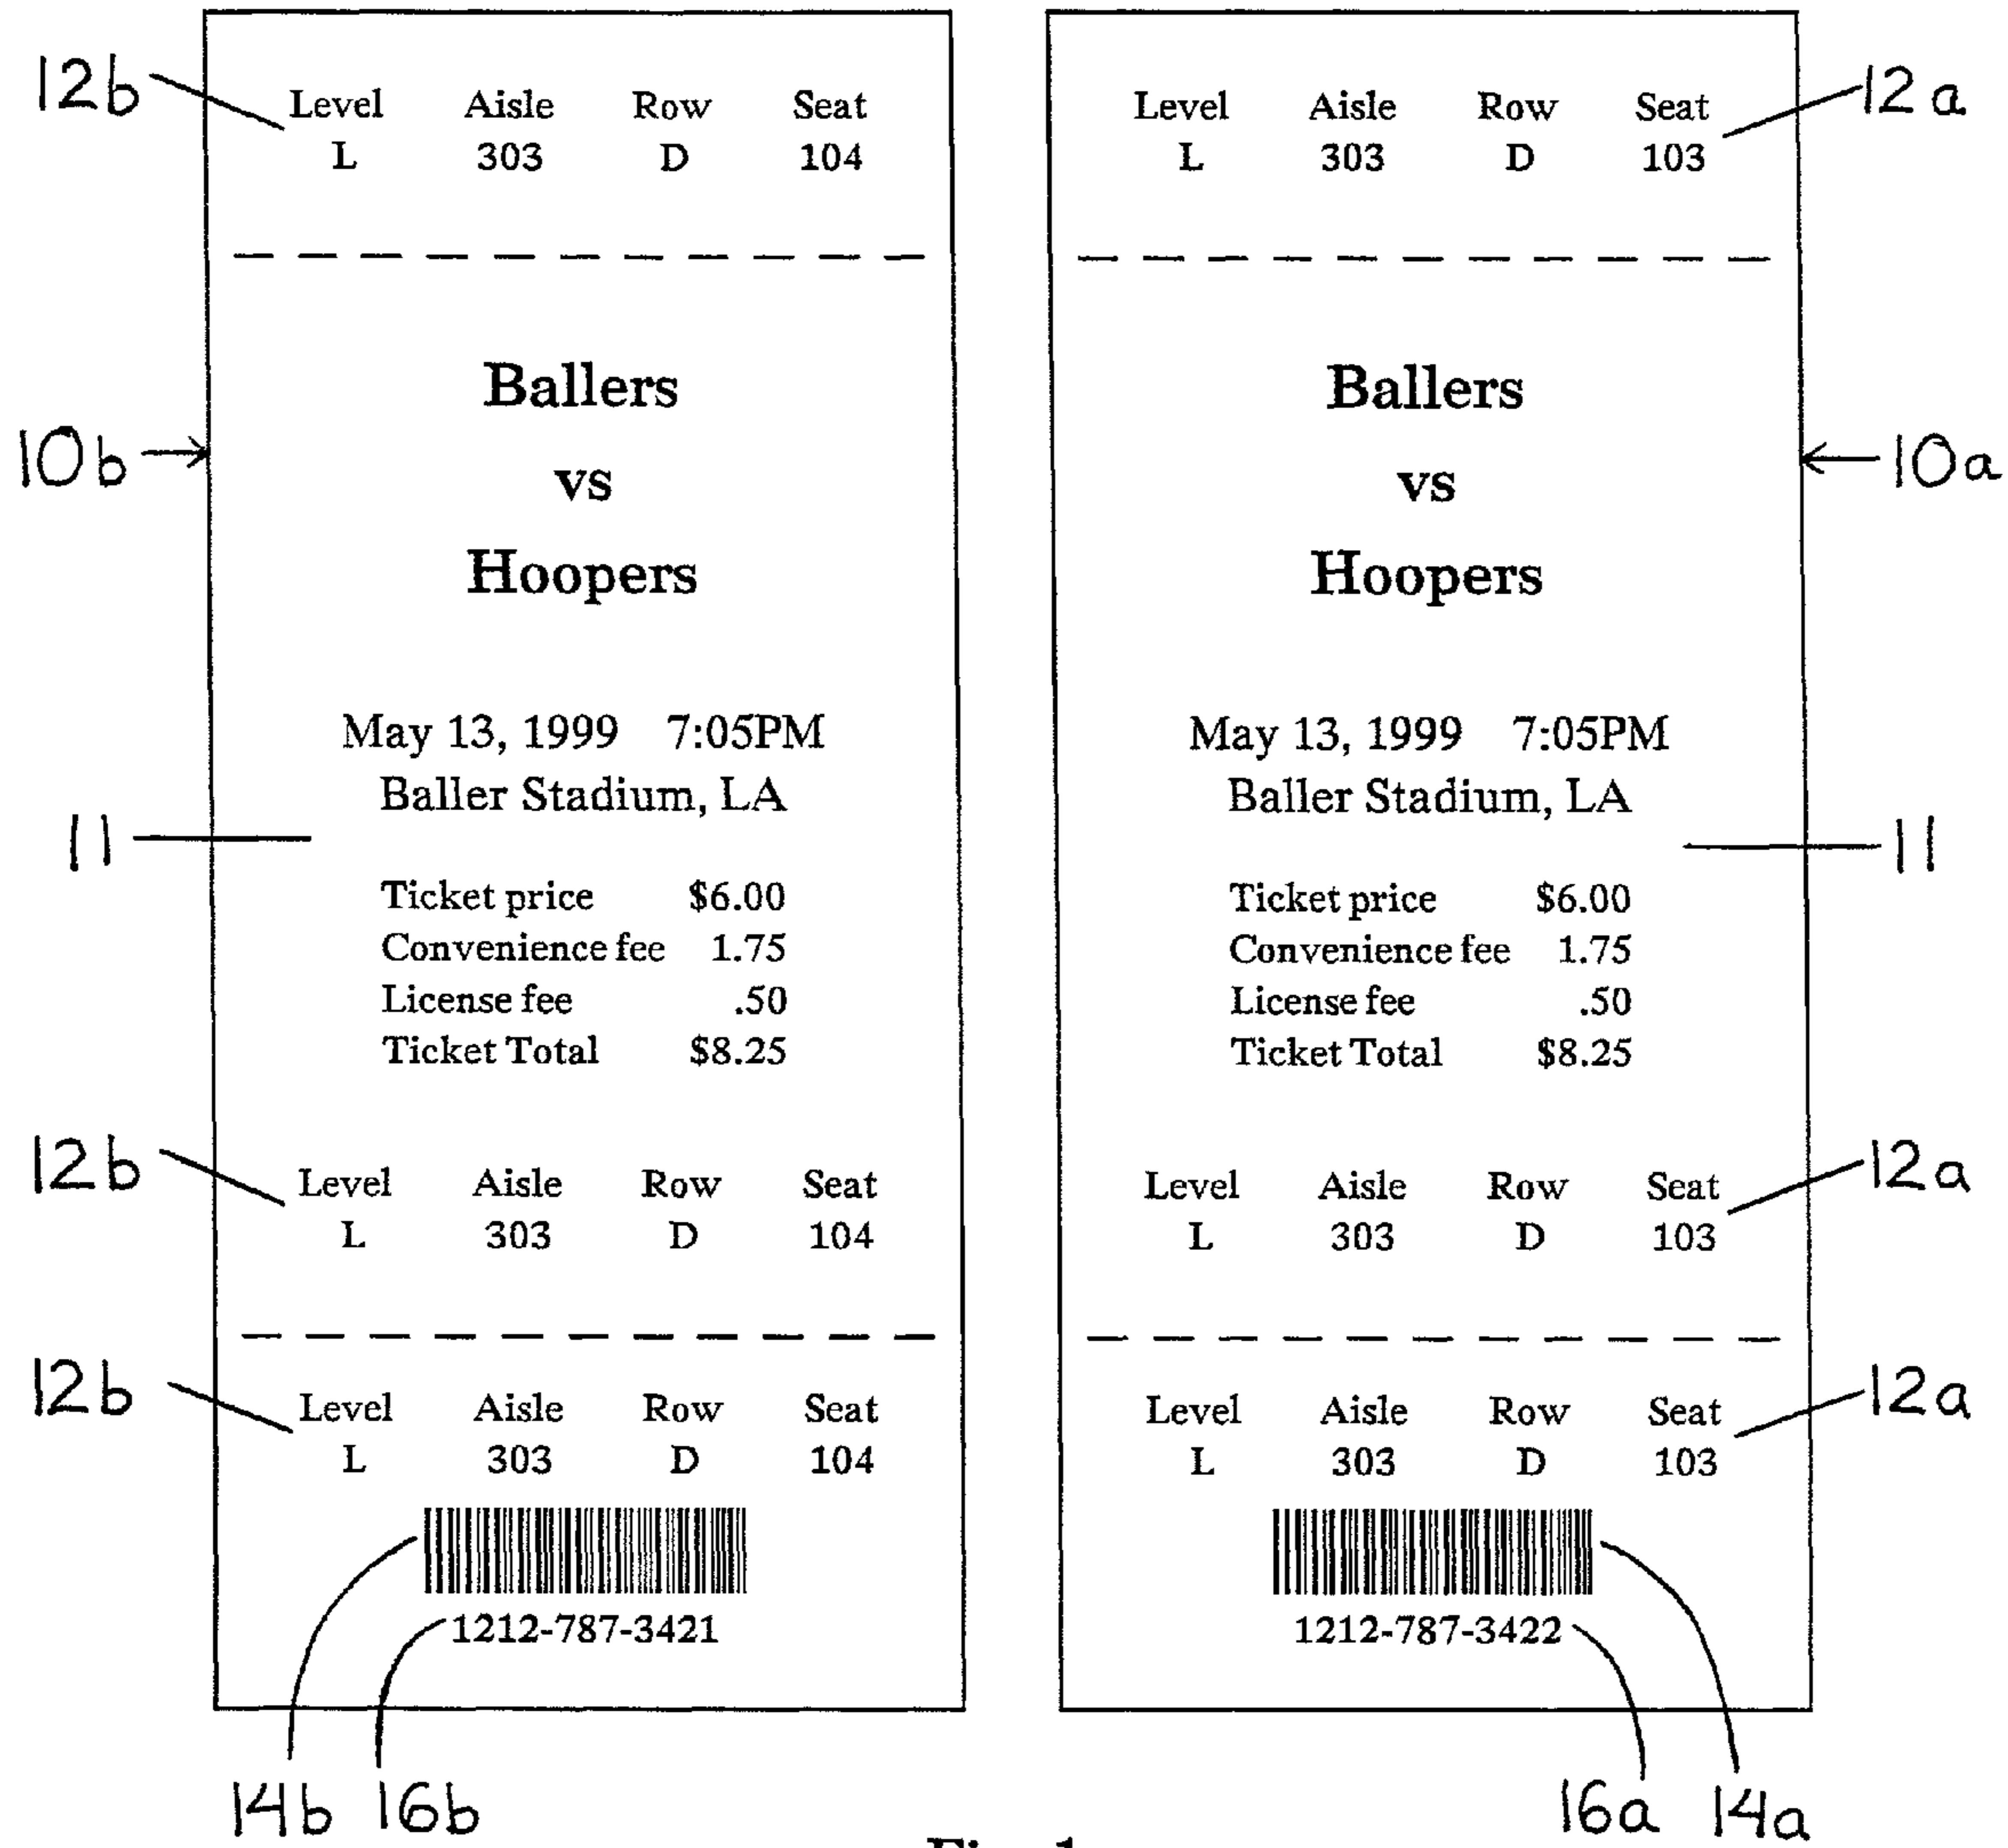 12b
Level Aisle Row Seat
L 303 D 104
10b
Ballers
vs
Hoopers
May 13, 1999 7:05PM
Baller Stadium, LA
11
Ticket price $6.00
Convenience fee 1.75
License fee .50
Ticket Total $8.25
12b
Level Aisle Row Seat
L 303 D 104
12b
Level Aisle Row Seat
L 303 D 104
1212-787-3421
14b 16b
Level Aisle Row Seat
L 303 D 103
12a
Ballers
vs
Hoopers
10a
May 13, 1999 7:05PM
Baller Stadium, LA
11
Ticket price $6.00
Convenience fee 1.75
License fee .50
Ticket Total $8.25
Level Aisle Row Seat
L 303 D 103
12a
Level Aisle Row Seat
L 303 D 103
12a
1212-787-3422
16a 14a